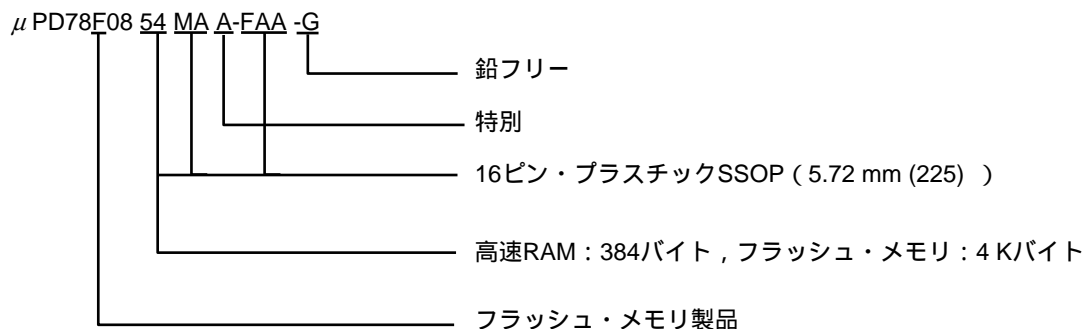 μPD78F08 54 MA A-FAA -G
鉛フリー
特別
16ピン・プラスチックSSOP（5.72 mm (225) ）
高速RAM：384バイト，フラッシュ・メモリ：4 Kバイト
フラッシュ・メモリ製品